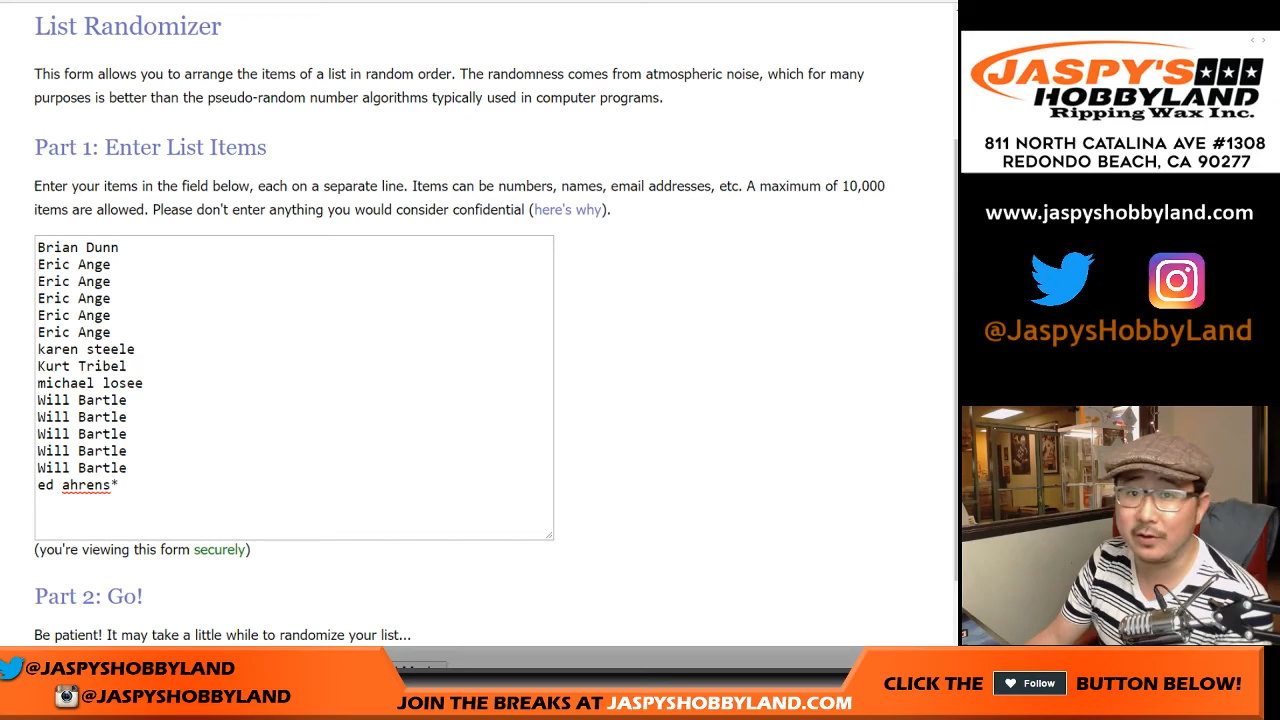 List Randomizer
This form allows you to arrange the items of a list in random order. The randomness comes from atmospheric noise, which for many
purposes is better than the pseudo-random number algorithms typically used in computer programs.
Part 1: Enter List Items
Enter your items in the field below, each on a separate line. Items can be numbers, names, email addresses, etc. A maximum of 10,000
items are allowed. Please don't enter anything you would consider confidential (here's why).
Brian Dunn
Eric Ange
Eric Ange
Eric Ange
Eric Ange
Eric Ange
karen steele
Kurt Tribel
michael losee
Will Bartle
Will Bartle
Will Bartle
Will Bartle
Will Bartle
ed ahrens*
(you're viewing this form securely)
Part 2: Go!
Be patient! It may take a little while to randomize your list...
JASPY'S
HOBBYLAND
Ripping Wax Inc.
811 NORTH CATALINA AVE #1308
REDONDO BEACH, CA 90277
www.jaspyshobbyland.com
@JaspysHobbyLand
@JASPYSHOBBYLAND
@JASPYSHOBBYLAND
JOIN THE BREAKS AT JASPYSHOBBYLAND.COM
CLICK THE Follow BUTTON BELOW!